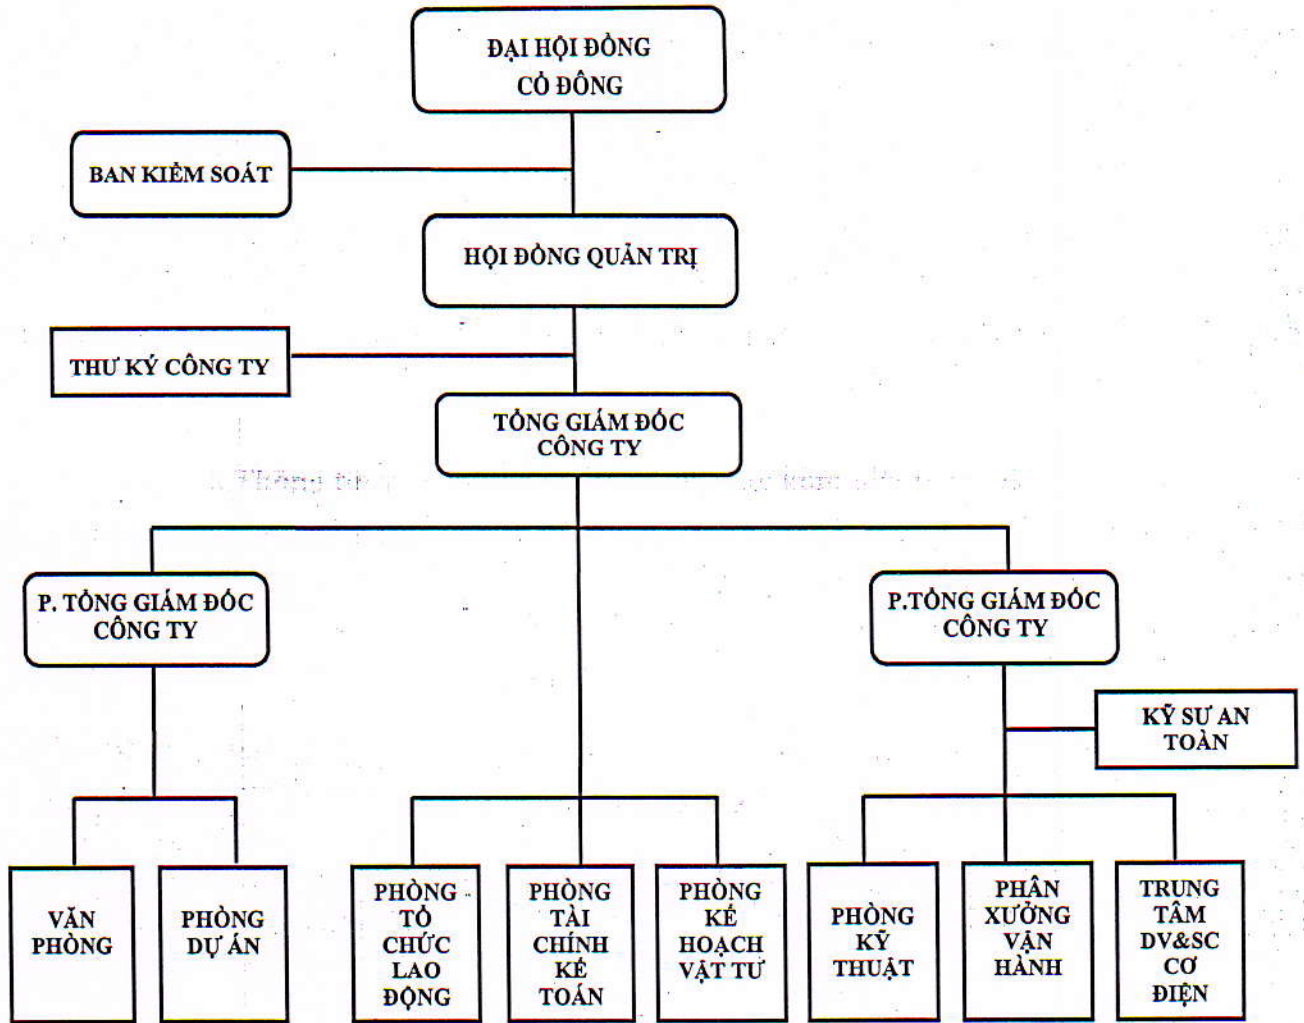 ĐẠI HỘI ĐỒNG
CỔ ĐÔNG
BAN KIỂM SOÁT
HỘI ĐỒNG QUẢN TRỊ
THƯ KÝ CÔNG TY
TỔNG GIÁM ĐỐC
CÔNG TY
P. TỔNG GIÁM ĐỐC
CÔNG TY
P.TỔNG GIÁM ĐỐC
CÔNG TY
KỸ SƯ AN
TOÀN
VĂN
PHÒNG
PHÒNG
DỰ ÁN
PHÒNG
TỔ
CHỨC
LAO
ĐỘNG
PHÒNG
TÀI
CHÍNH
KẾ
TOÁN
PHÒNG
KẾ
HOẠCH
VẬT TƯ
PHÒNG
KỸ
THUẬT
PHÂN
XƯỞNG
VẬN
HÀNH
TRUNG
TÂM
DV&SC
CƠ
ĐIỆN